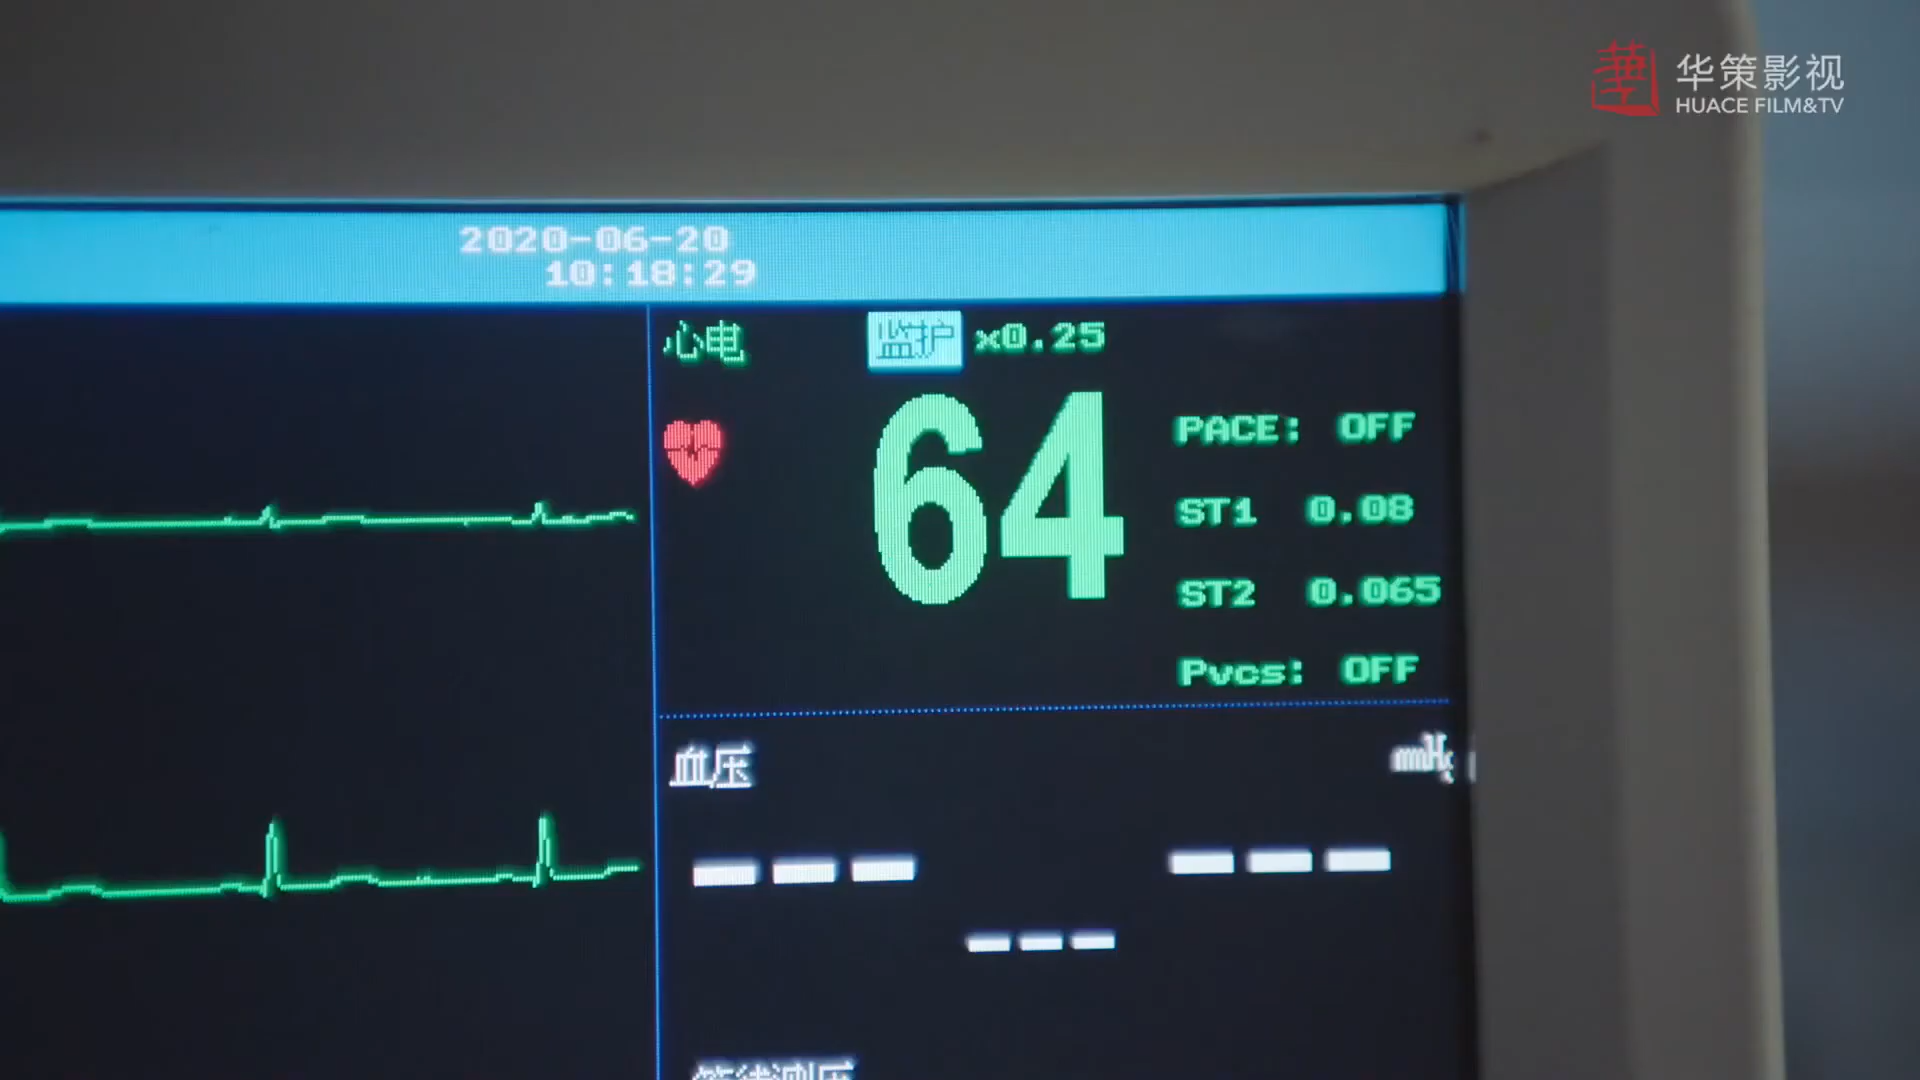 华策影视
HUACE FILM&TV
2020-06-20
10:18:29
心电 监护 x0.25
64
PACE: OFF
ST1 0.08
ST2 0.065
Pvcs: OFF
血压 mmHg
--- ---
---